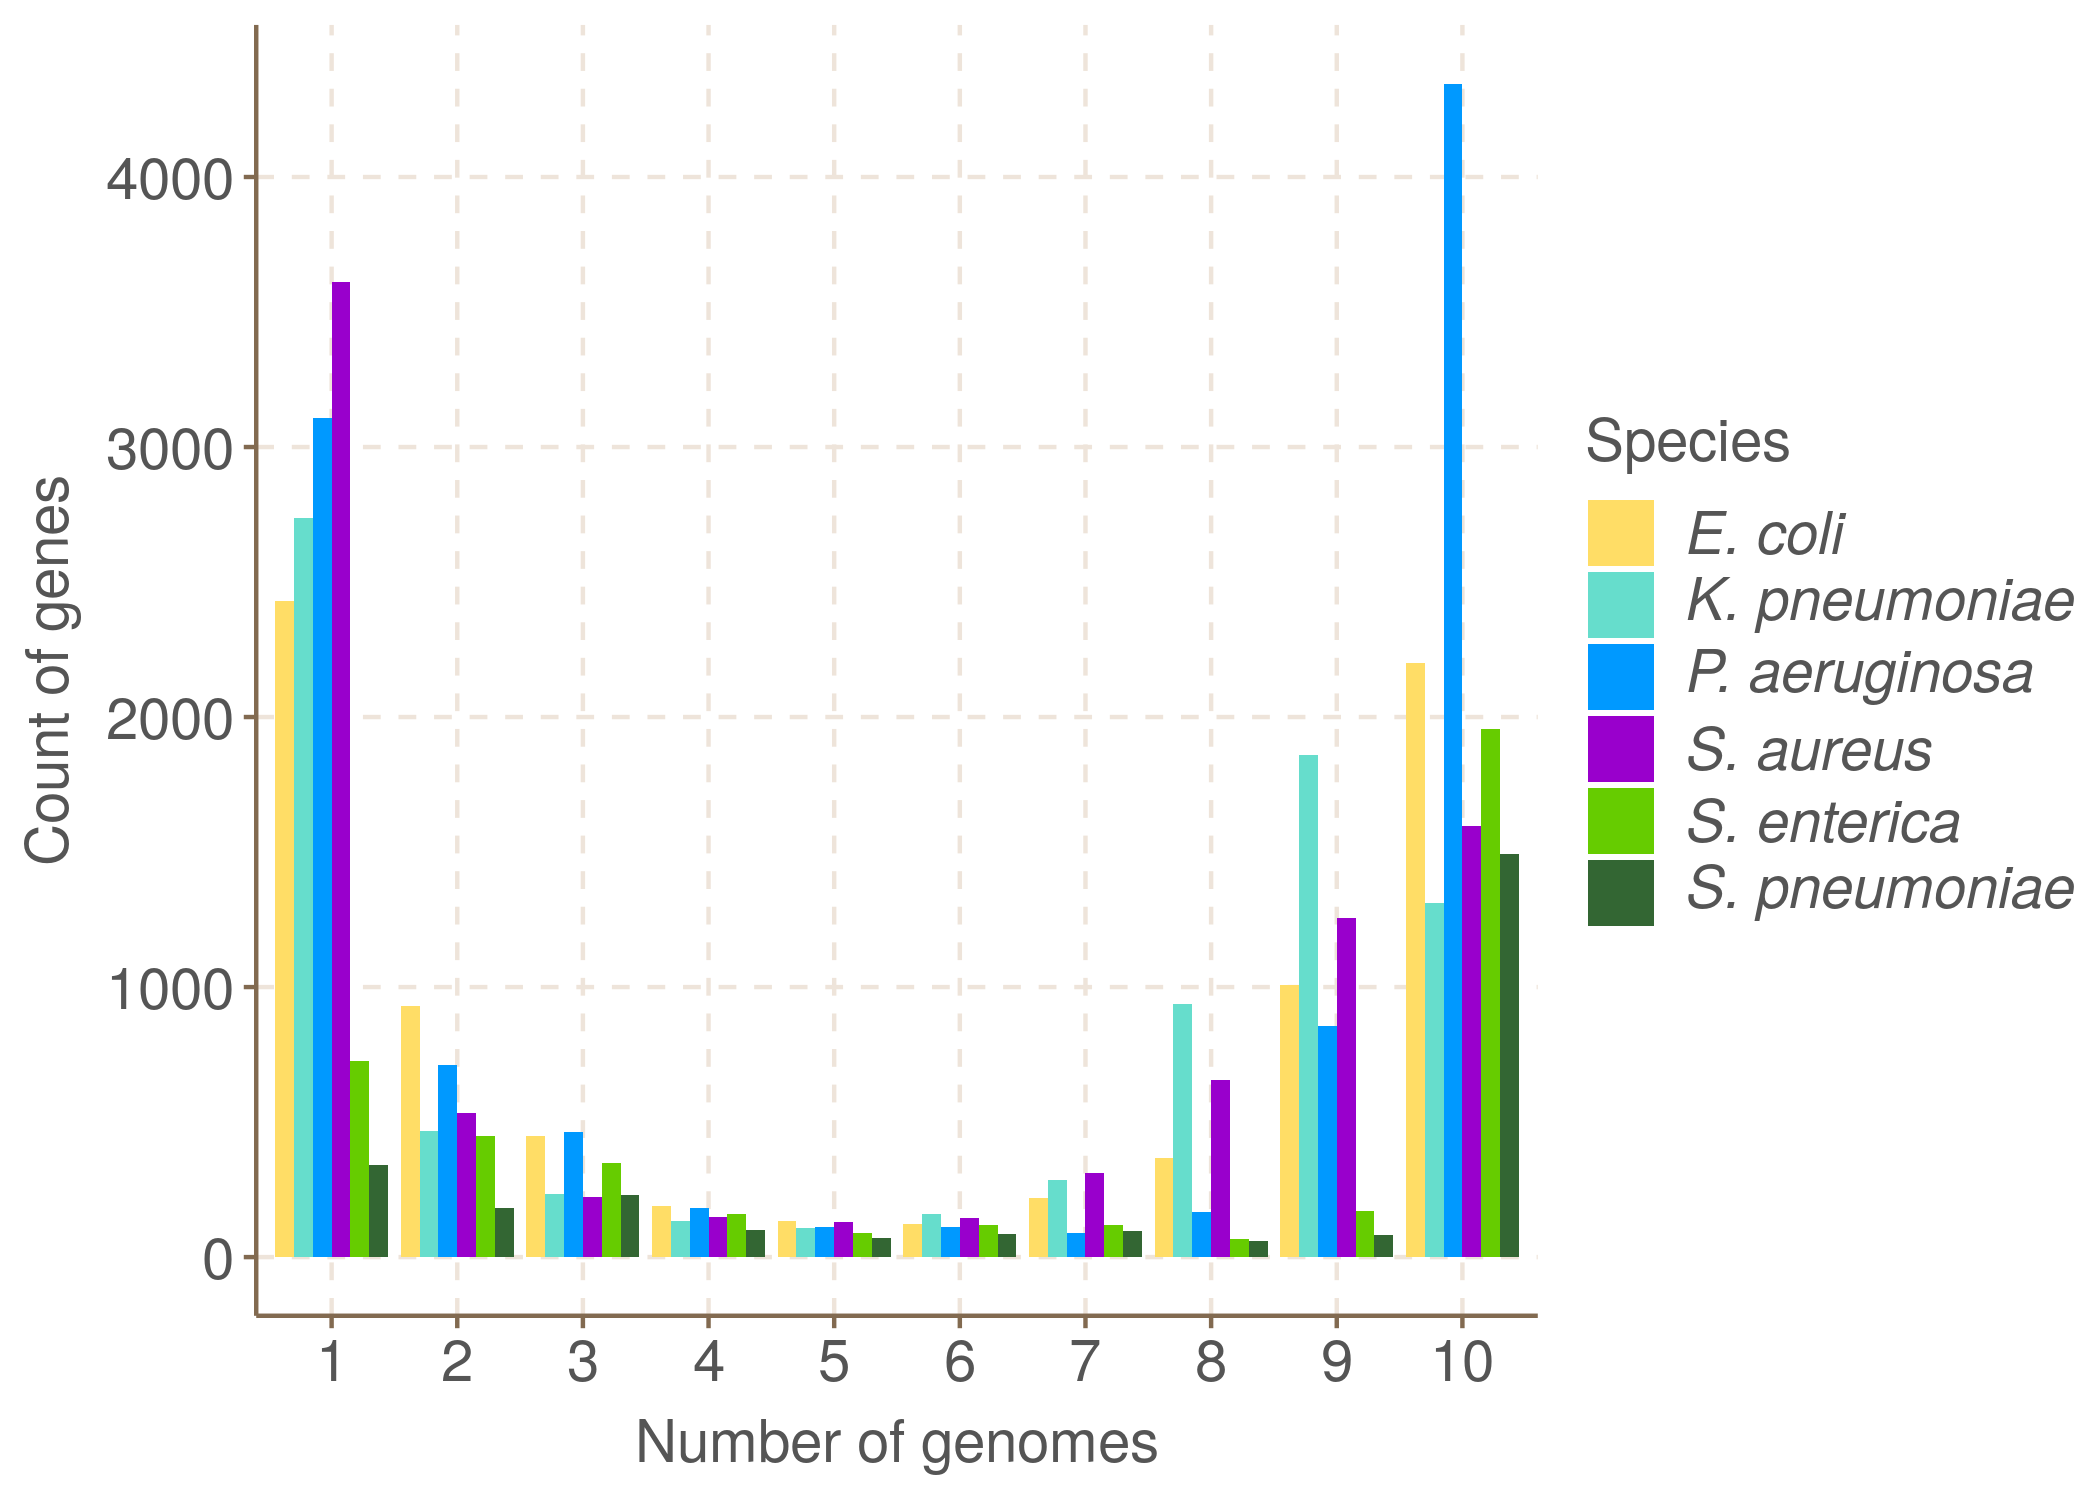 Count of genes
4000
3000
2000
1000
0
1 2 3 4 5 6 7 8 9 10
Number of genomes
Species
E. coli
K. pneumoniae
P. aeruginosa
S. aureus
S. enterica
S. pneumoniae